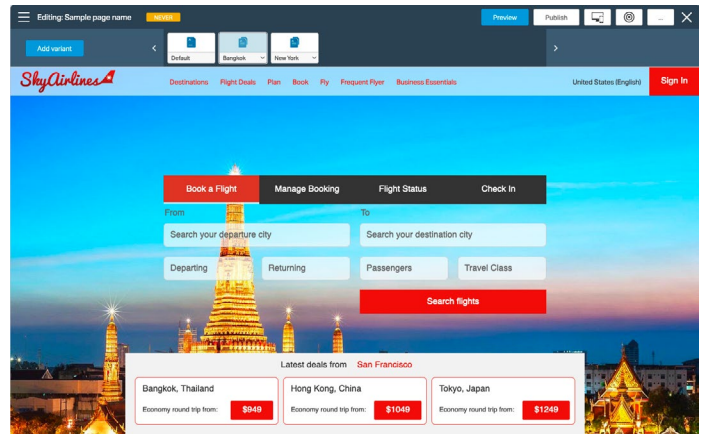 Editing: Sample page name NEVER Preview Publish ...
Add variant
Default Bangkok New York
SkyAirlines Destinations Flight Deals Plan Book Fly Frequent Flyer Business Essentials United States (English) Sign In
Book a Flight Manage Booking Flight Status Check In
From To
Search your departure city Search your destination city
Departing Returning Passengers Travel Class
Search flights
Latest deals from San Francisco
Bangkok, Thailand Hong Kong, China Tokyo, Japan
Economy round trip from: $949 Economy round trip from: $1049 Economy round trip from: $1249